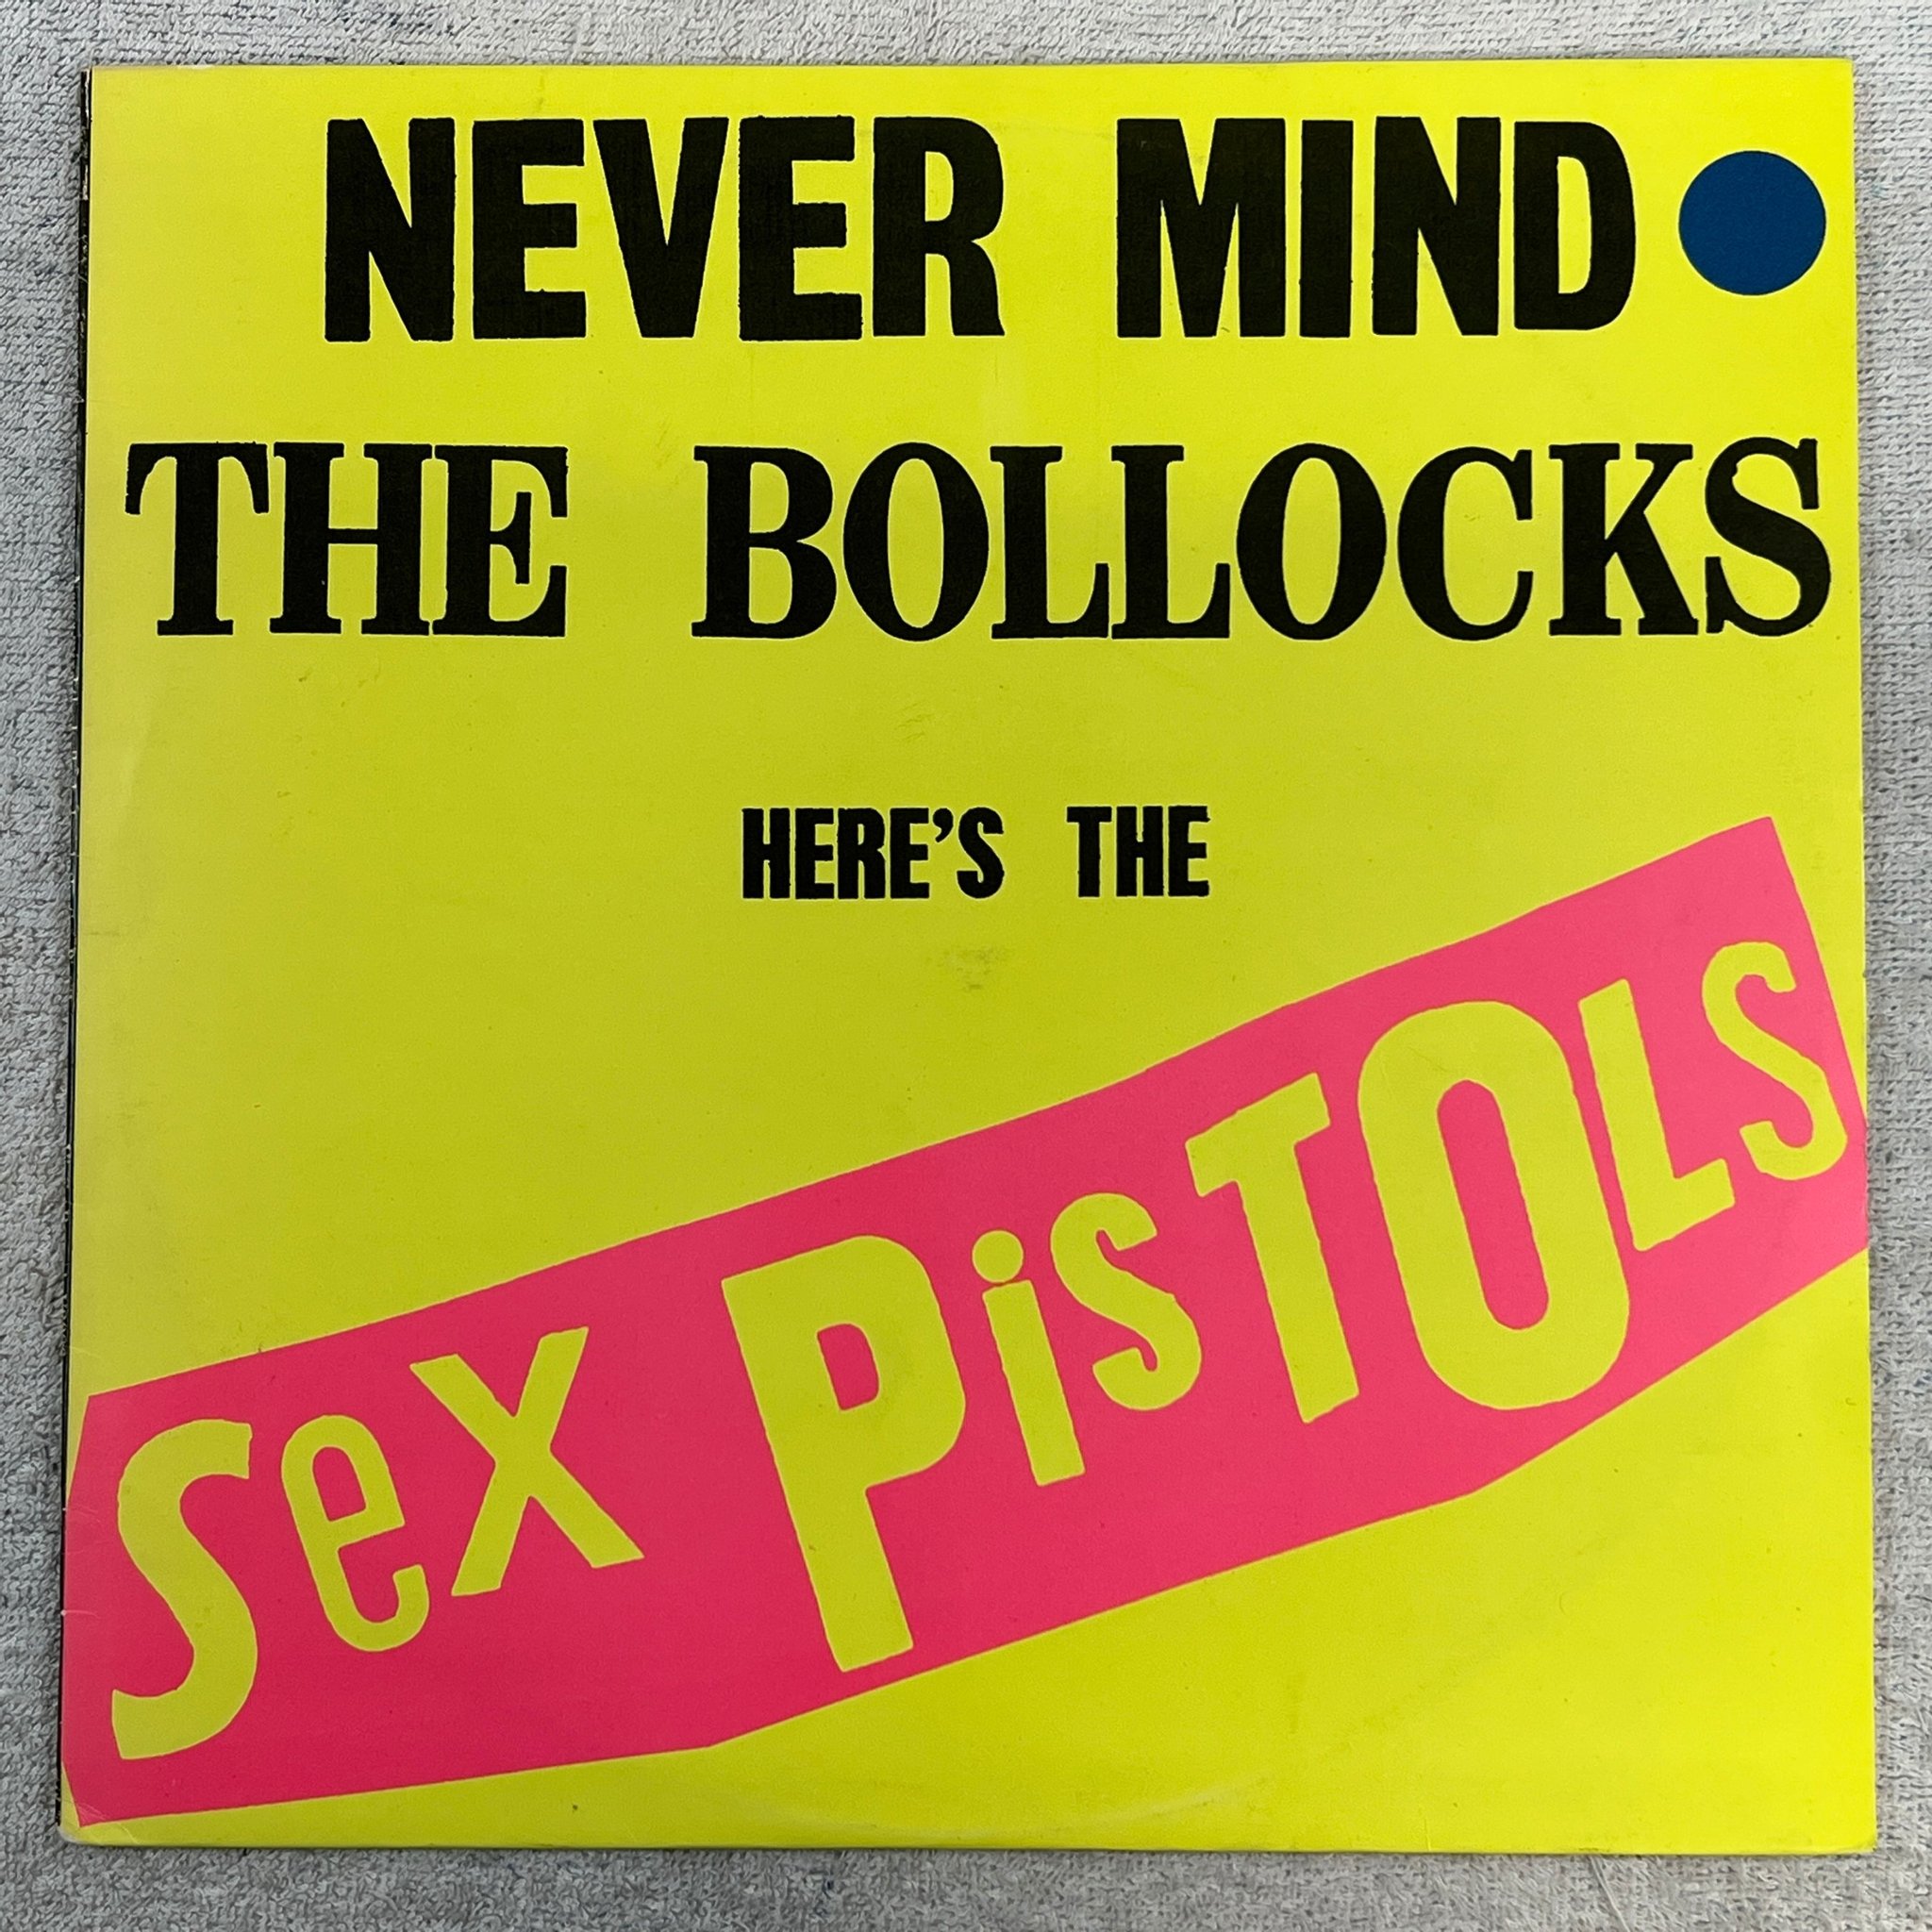 NEVER MIND
THE BOLLOCKS
HERE'S THE
Sex PisTOLS